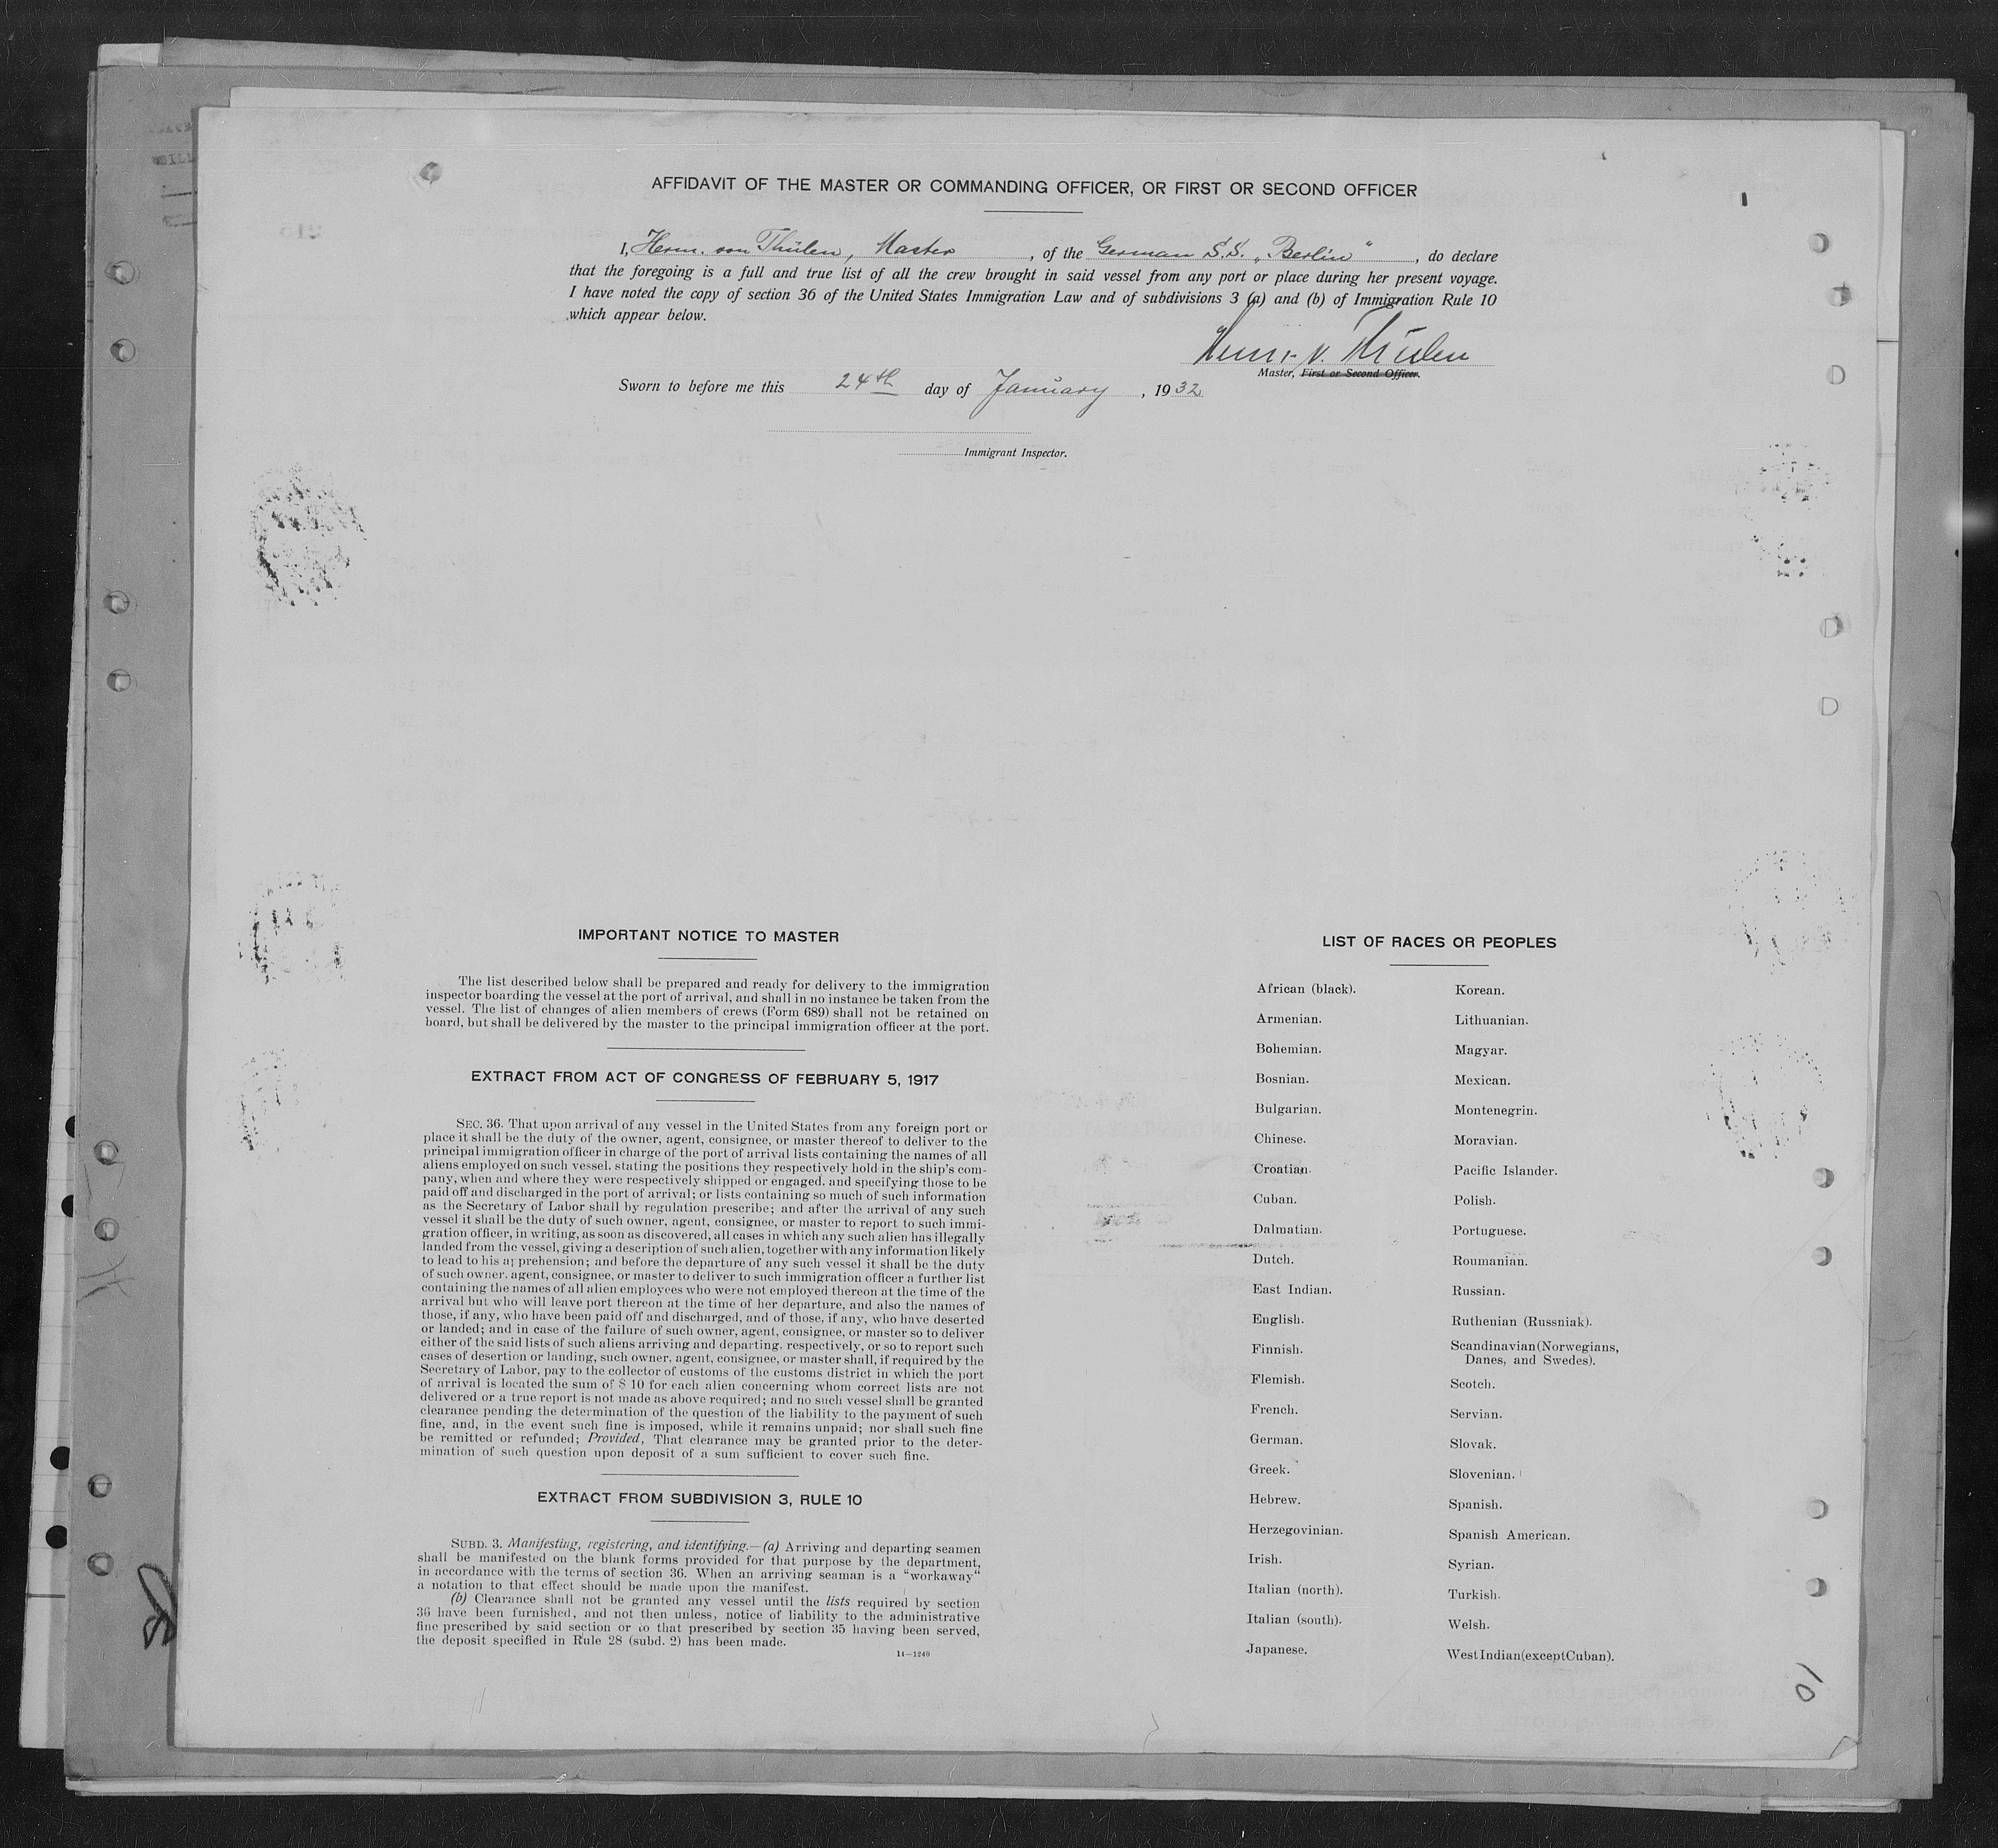 AFFIDAVIT OF THE MASTER OR COMMANDING OFFICER, OR FIRST OR SECOND OFFICER
I, Herm. von Thülen, Master, of the German S.S. „Berlin“, do declare
that the foregoing is a full and true list of all the crew brought in said vessel from any port or place during her present voyage.
I have noted the copy of section 36 of the United States Immigration Law and of subdivisions 3 (a) and (b) of Immigration Rule 10
which appear below.
Herm. v. Thülen
Master, First or Second Officer.
Sworn to before me this 24th day of January, 1932
Immigrant Inspector.
IMPORTANT NOTICE TO MASTER
The list described below shall be prepared and ready for delivery to the immigration
inspector boarding the vessel at the port of arrival, and shall in no instance be taken from the
vessel. The list of changes of alien members of crews (Form 689) shall not be retained on
board, but shall be delivered by the master to the principal immigration officer at the port.
EXTRACT FROM ACT OF CONGRESS OF FEBRUARY 5, 1917
SEC. 36. That upon arrival of any vessel in the United States from any foreign port or
place it shall be the duty of the owner, agent, consignee, or master thereof to deliver to the
principal immigration officer in charge of the port of arrival lists containing the names of all
aliens employed on such vessel, stating the positions they respectively hold in the ship's com-
pany, when and where they were respectively shipped or engaged, and specifying those to be
paid off and discharged in the port of arrival; or lists containing so much of such information
as the Secretary of Labor shall by regulation prescribe; and after the arrival of any such
vessel it shall be the duty of such owner, agent, consignee, or master to report to such immi-
gration officer, in writing, as soon as discovered, all cases in which any such alien has illegally
landed from the vessel, giving a description of such alien, together with any information likely
to lead to his apprehension; and before the departure of any such vessel it shall be the duty
of such owner, agent, consignee, or master to deliver to such immigration officer a further list
containing the names of all alien employees who were not employed thereon at the time of the
arrival but who will leave port thereon at the time of her departure, and also the names of
those, if any, who have been paid off and discharged, and of those, if any, who have deserted
or landed; and in case of the failure of such owner, agent, consignee, or master so to deliver
either of the said lists of such aliens arriving and departing, respectively, or so to report such
cases of desertion or landing, such owner, agent, consignee, or master shall, if required by the
Secretary of Labor, pay to the collector of customs of the customs district in which the port
of arrival is located the sum of $ 10 for each alien concerning whom correct lists are not
delivered or a true report is not made as above required; and no such vessel shall be granted
clearance pending the determination of the question of the liability to the payment of such
fine, and, in the event such fine is imposed, while it remains unpaid; nor shall such fine
be remitted or refunded; Provided, That clearance may be granted prior to the deter-
mination of such question upon deposit of a sum sufficient to cover such fine.
EXTRACT FROM SUBDIVISION 3, RULE 10
SUBD. 3. Manifesting, registering, and identifying.—(a) Arriving and departing seamen
shall be manifested on the blank forms provided for that purpose by the department,
in accordance with the terms of section 36. When an arriving seaman is a “workaway“
a notation to that effect should be made upon the manifest.
(b) Clearance shall not be granted any vessel until the lists required by section
36 have been furnished, and not then unless, notice of liability to the administrative
fine prescribed by said section or to that prescribed by section 35 having been served,
the deposit specified in Rule 28 (subd. 2) has been made.
14—1240
LIST OF RACES OR PEOPLES
African (black).
Armenian.
Bohemian.
Bosnian.
Bulgarian.
Chinese.
Croatian.
Cuban.
Dalmatian.
Dutch.
East Indian.
English.
Finnish.
Flemish.
French.
German.
Greek.
Hebrew.
Herzegovinian.
Irish.
Italian (north).
Italian (south).
Japanese.
Korean.
Lithuanian.
Magyar.
Mexican.
Montenegrin.
Moravian.
Pacific Islander.
Polish.
Portuguese.
Roumanian.
Russian.
Ruthenian (Russniak).
Scandinavian (Norwegians,
Danes, and Swedes).
Scotch.
Servian.
Slovak.
Slovenian.
Spanish.
Spanish American.
Syrian.
Turkish.
Welsh.
West Indian (except Cuban).
10